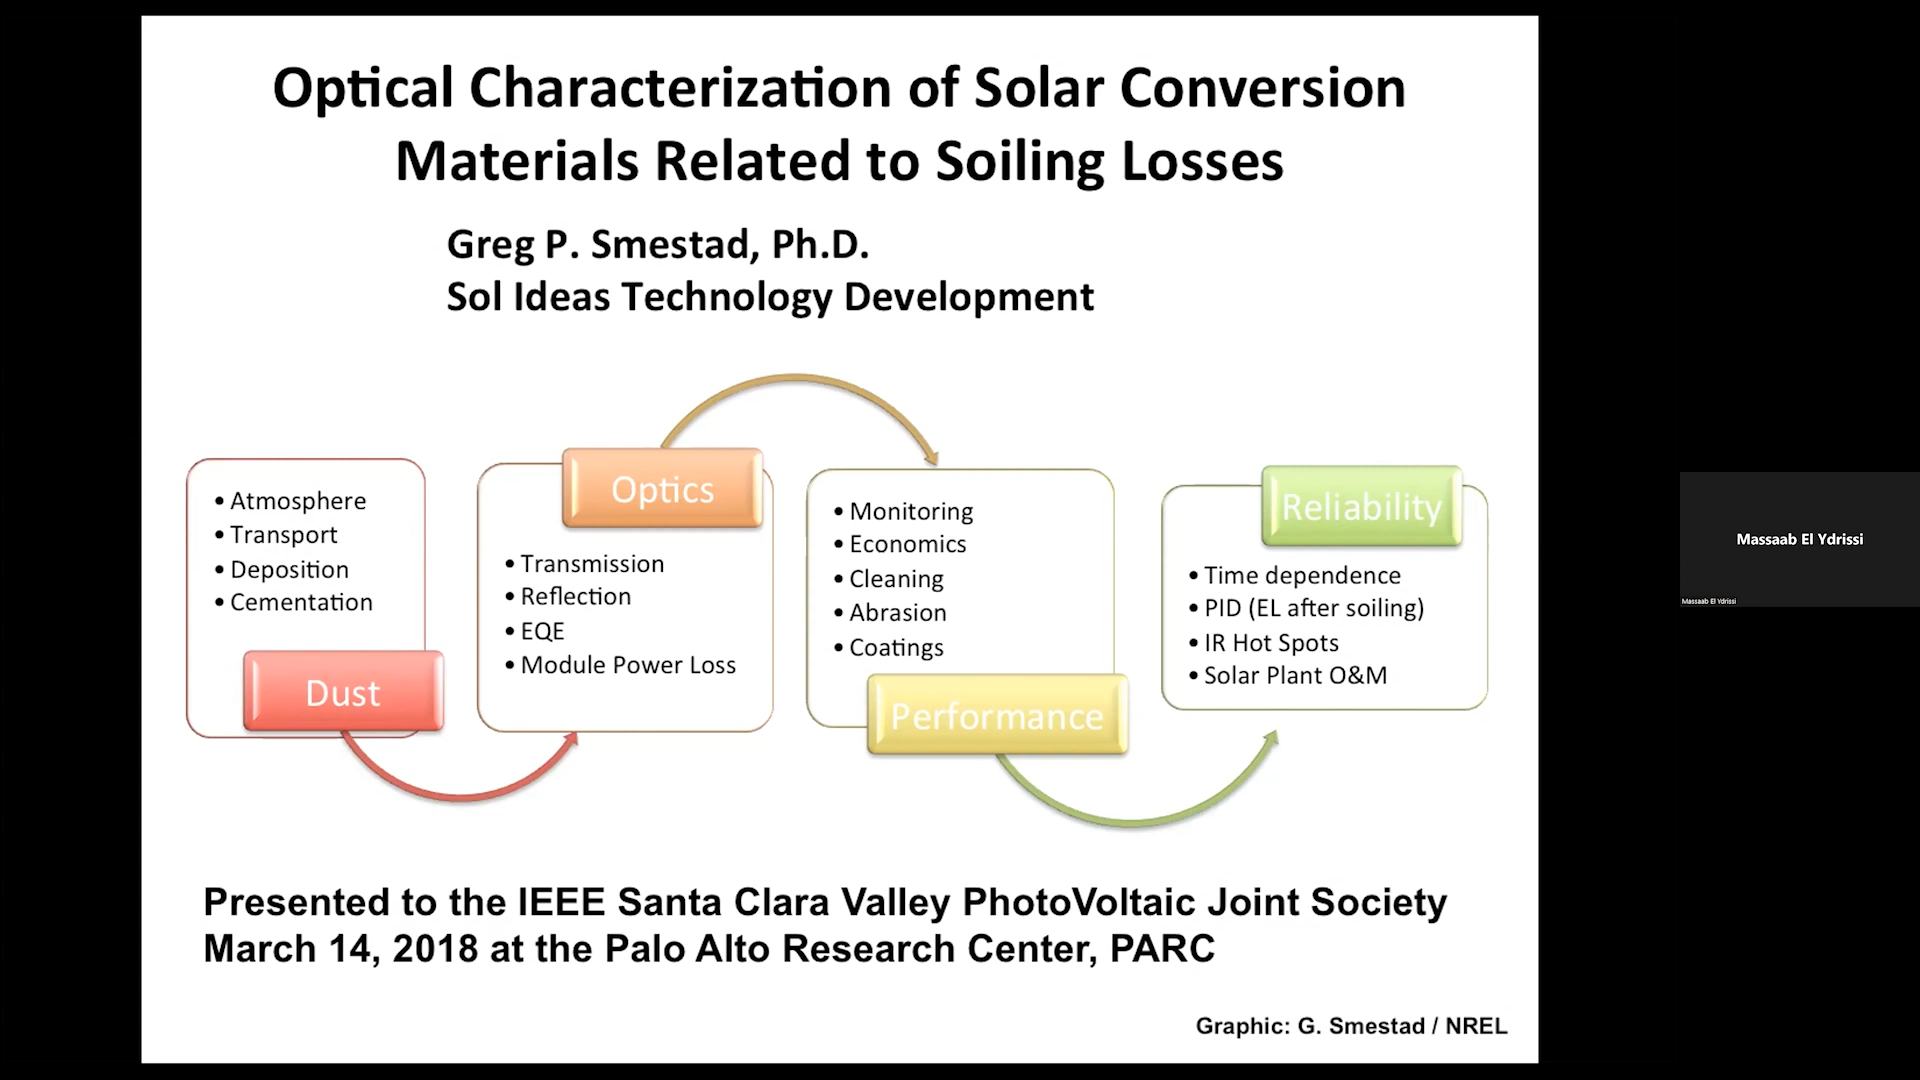 Optical Characterization of Solar Conversion
Materials Related to Soiling Losses
Greg P. Smestad, Ph.D.
Sol Ideas Technology Development
• Atmosphere
• Transport
• Deposition
• Cementation
Dust
Optics
• Transmission
• Reflection
• EQE
• Module Power Loss
• Monitoring
• Economics
• Cleaning
• Abrasion
• Coatings
Performance
Reliability
• Time dependence
• PID (EL after soiling)
• IR Hot Spots
• Solar Plant O&M
Presented to the IEEE Santa Clara Valley PhotoVoltaic Joint Society
March 14, 2018 at the Palo Alto Research Center, PARC
Graphic: G. Smestad / NREL
Massaab El Ydrissi
Massaab El Ydrissi